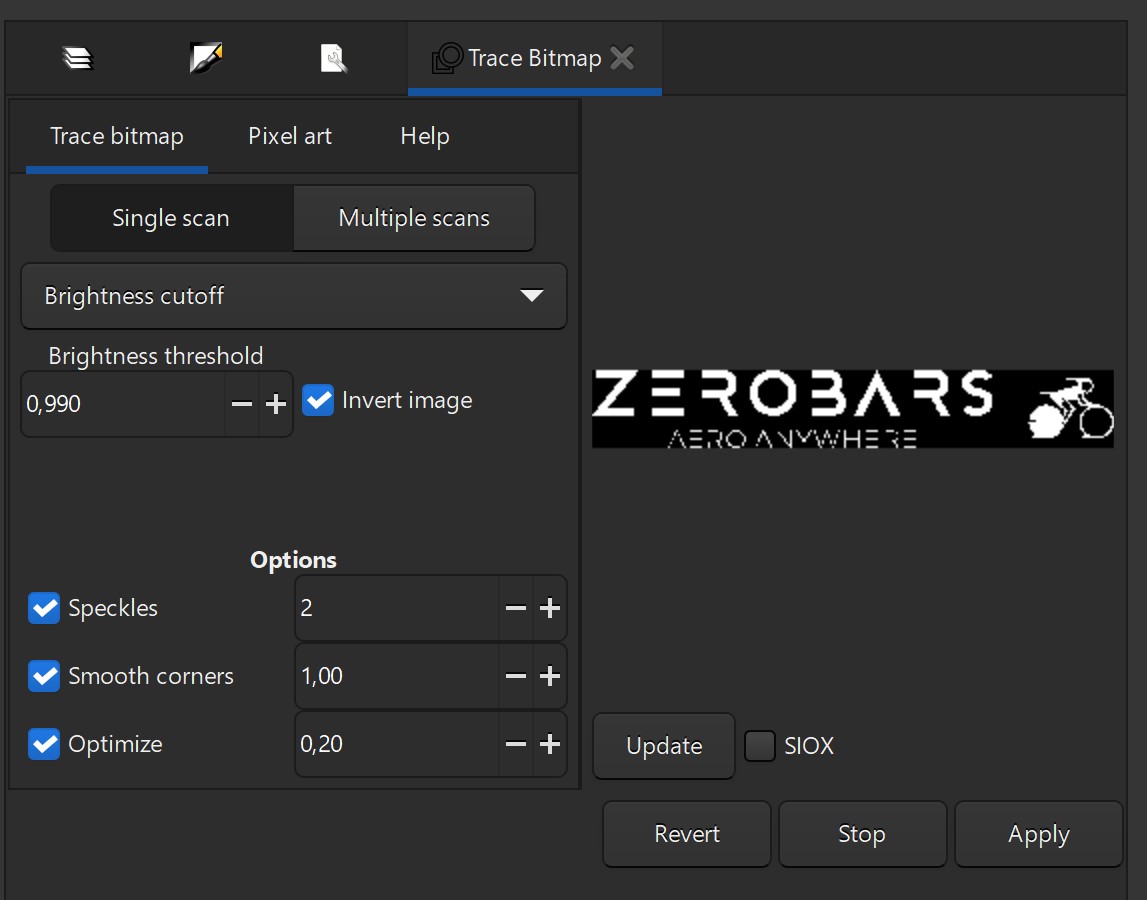 Trace Bitmap
Trace bitmap Pixel art Help
Single scan Multiple scans
Brightness cutoff
Brightness threshold
0,990 Invert image
ZEROBARS
AERO ANYWHERE
Options
Speckles 2
Smooth corners 1,00
Optimize 0,20
Update SIOX
Revert Stop Apply